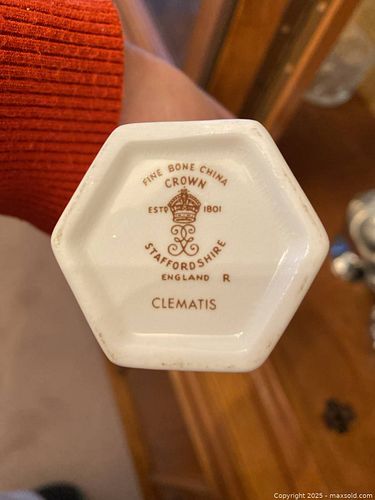 FINE BONE CHINA
CROWN
ESTD 1801
STAFFORDSHIRE
ENGLAND R
CLEMATIS
Copyright 2025 - maxsold.com